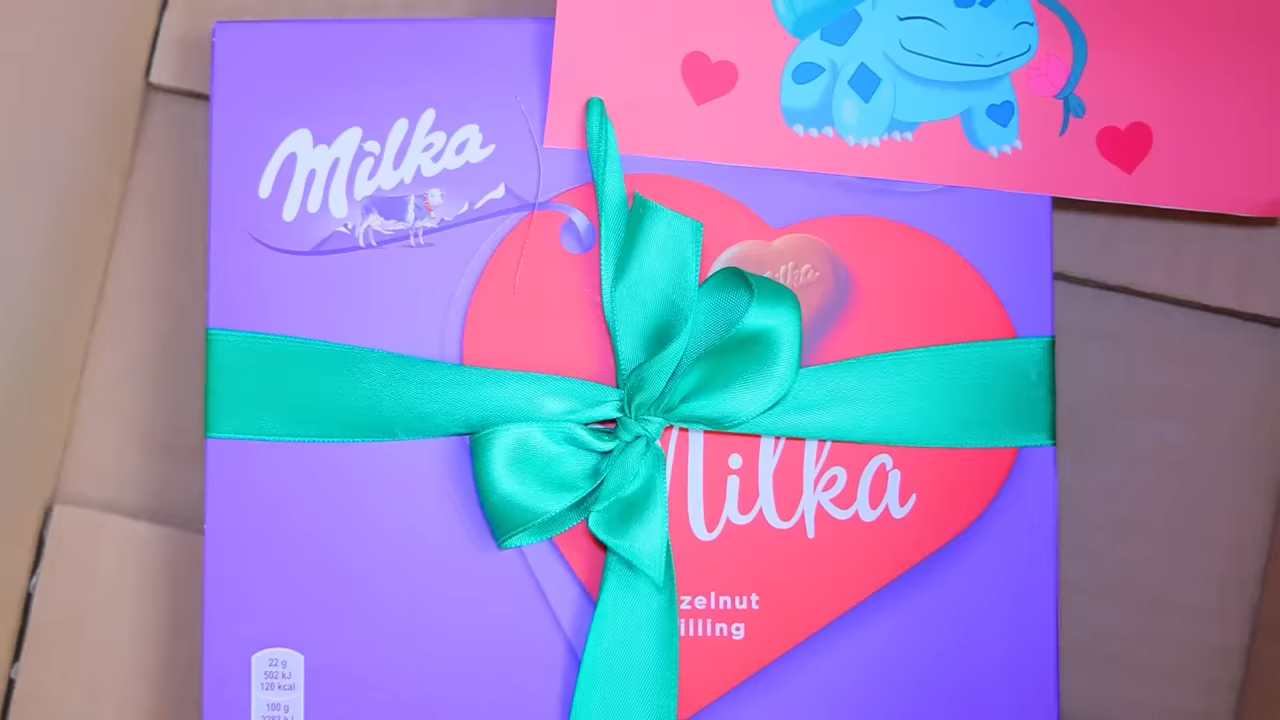 Milka
Milka
zelnut
illing
22 g
502 kJ
120 kcal
100 g